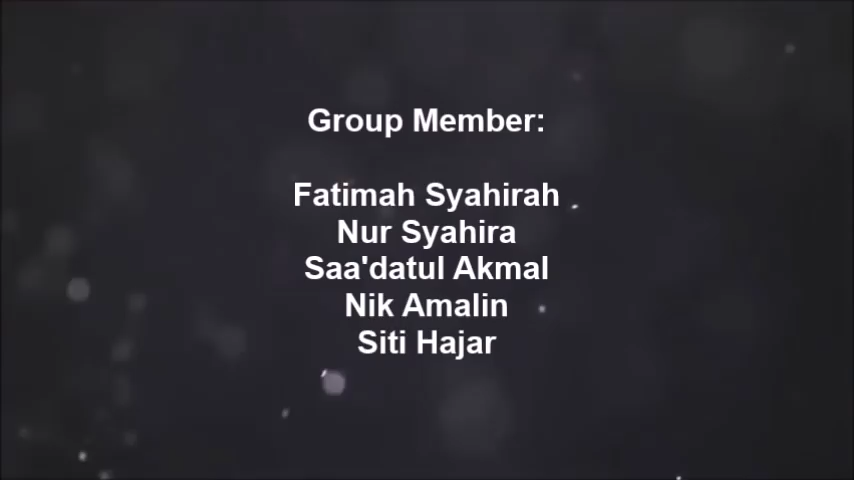 Group Member:
Fatimah Syahirah
Nur Syahira
Saa'datul Akmal
Nik Amalin
Siti Hajar